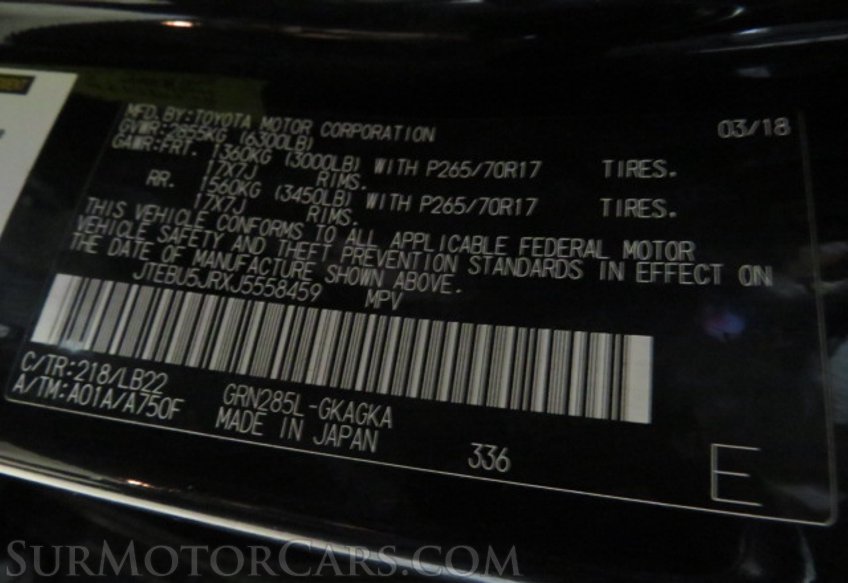 MFD. BY: TOYOTA MOTOR CORPORATION 03/18
GVWR: 2855KG (6300LB)
GAWR: FRT. 1360KG (3000LB) WITH P265/70R17 TIRES.
17X7J RIMS.
RR. 1560KG (3450LB) WITH P265/70R17 TIRES.
17X7J RIMS.
THIS VEHICLE CONFORMS TO ALL APPLICABLE FEDERAL MOTOR
VEHICLE SAFETY AND THEFT PREVENTION STANDARDS IN EFFECT ON
THE DATE OF MANUFACTURE SHOWN ABOVE.
JTEBU5JRXJ5558459 MPV
C/TR: 218/LB22
A/TM: A01A/A750F
GRN285L-GKAGKA
MADE IN JAPAN
336
E
SurMotorCars.com